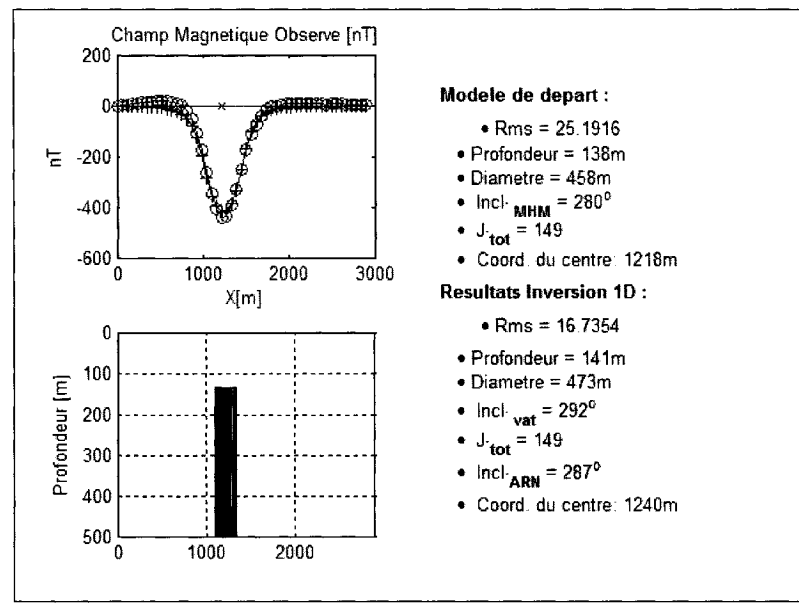 Champ Magnetique Observe [nT]
200
0
-200
-400
-600
nT
0
1000
2000
3000
X[m]
0
100
200
300
400
500
Profondeur [m]
0
1000
2000
Modele de depart :
• Rms = 25.1916
• Profondeur = 138m
• Diametre = 458m
• Incl. MHM = 280⁰
• J.tot = 149
• Coord. du centre: 1218m
Resultats Inversion 1D :
• Rms = 16.7354
• Profondeur = 141m
• Diametre = 473m
• Incl. vat = 292⁰
• J.tot = 149
• Incl. ARN = 287⁰
• Coord. du centre: 1240m